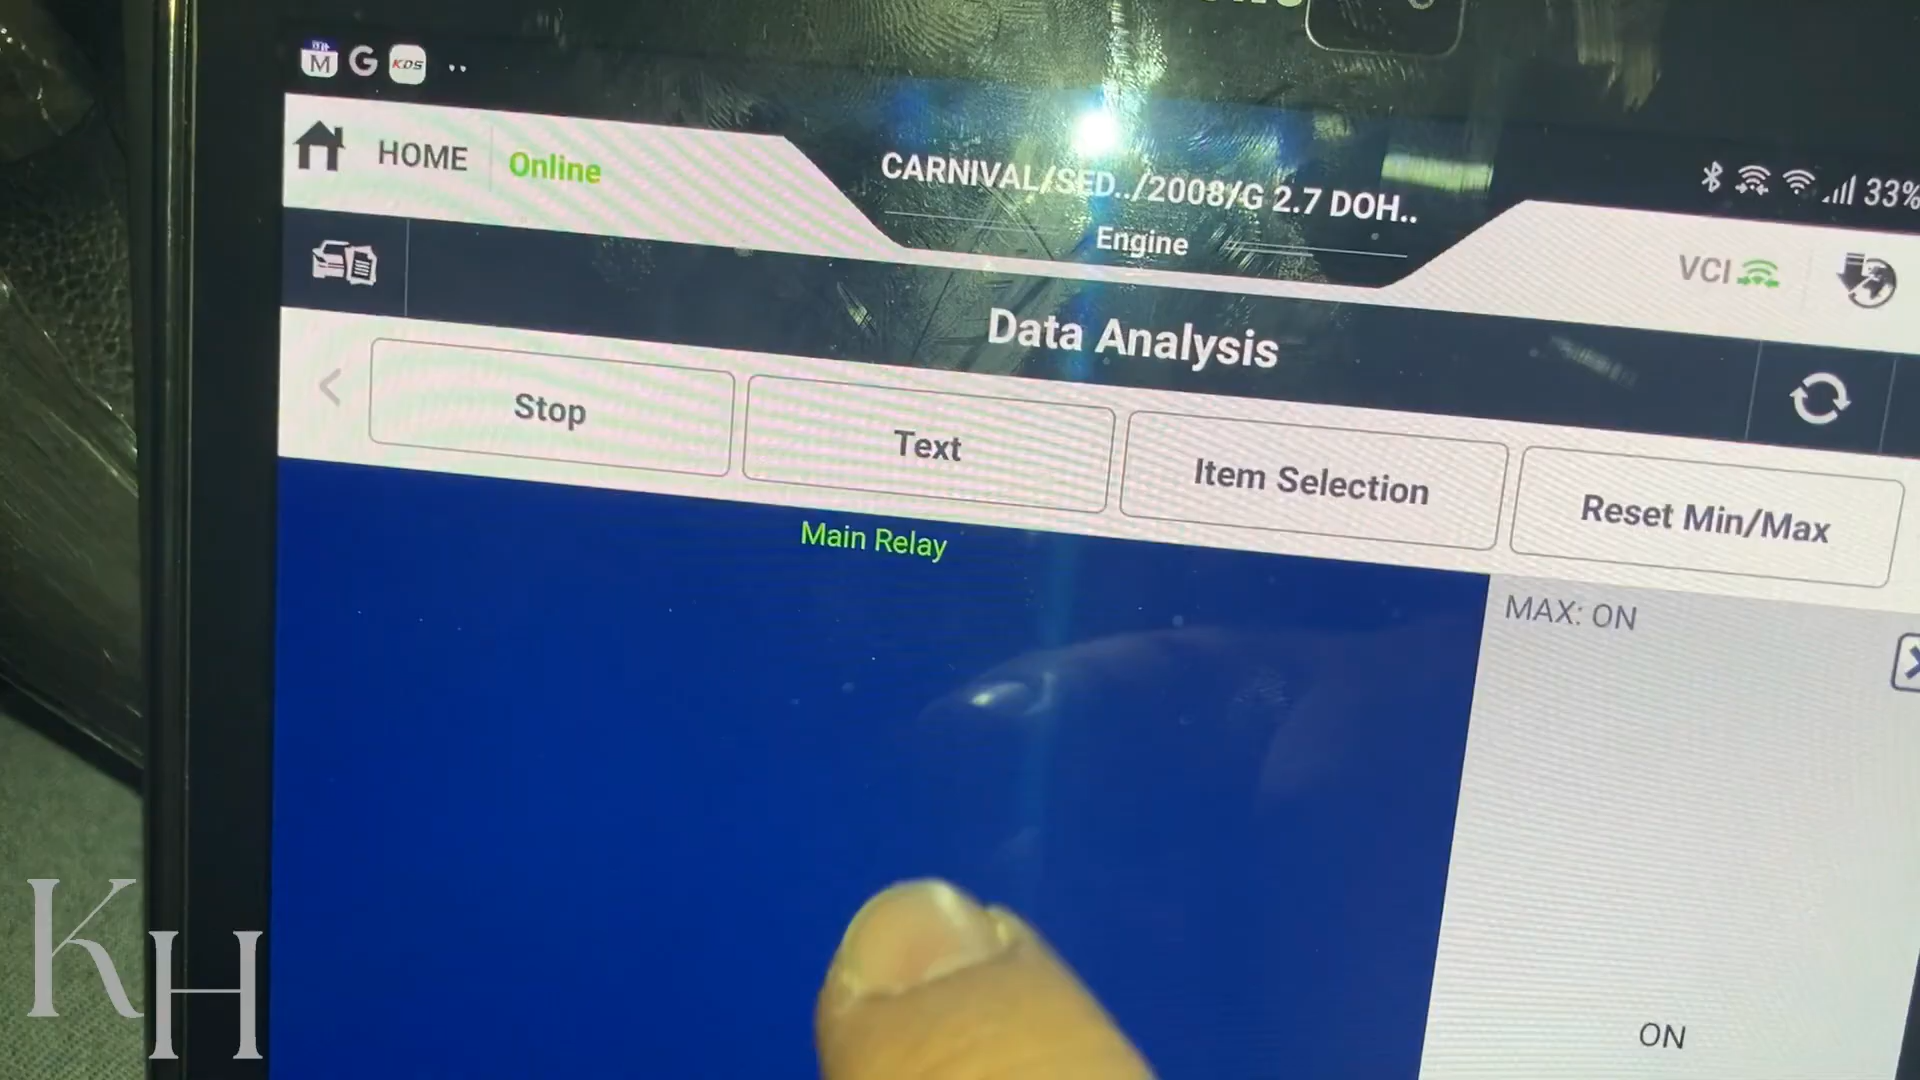 M G KDS
HOME Online
CARNIVAL/SED../2008/G 2.7 DOH..
33%
Engine
VCI
Data Analysis
Stop
Text
Item Selection
Reset Min/Max
Main Relay
MAX: ON
ON
KH